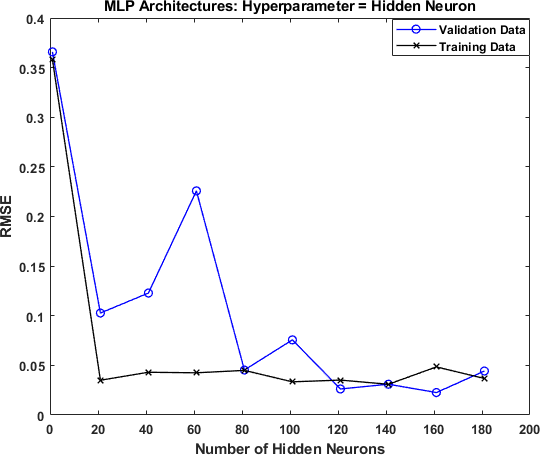 MLP Architectures: Hyperparameter = Hidden Neuron
Validation Data
Training Data
0.4
0.35
0.3
0.25
0.2
0.15
0.1
0.05
0
RMSE
0 20 40 60 80 100 120 140 160 180 200
Number of Hidden Neurons